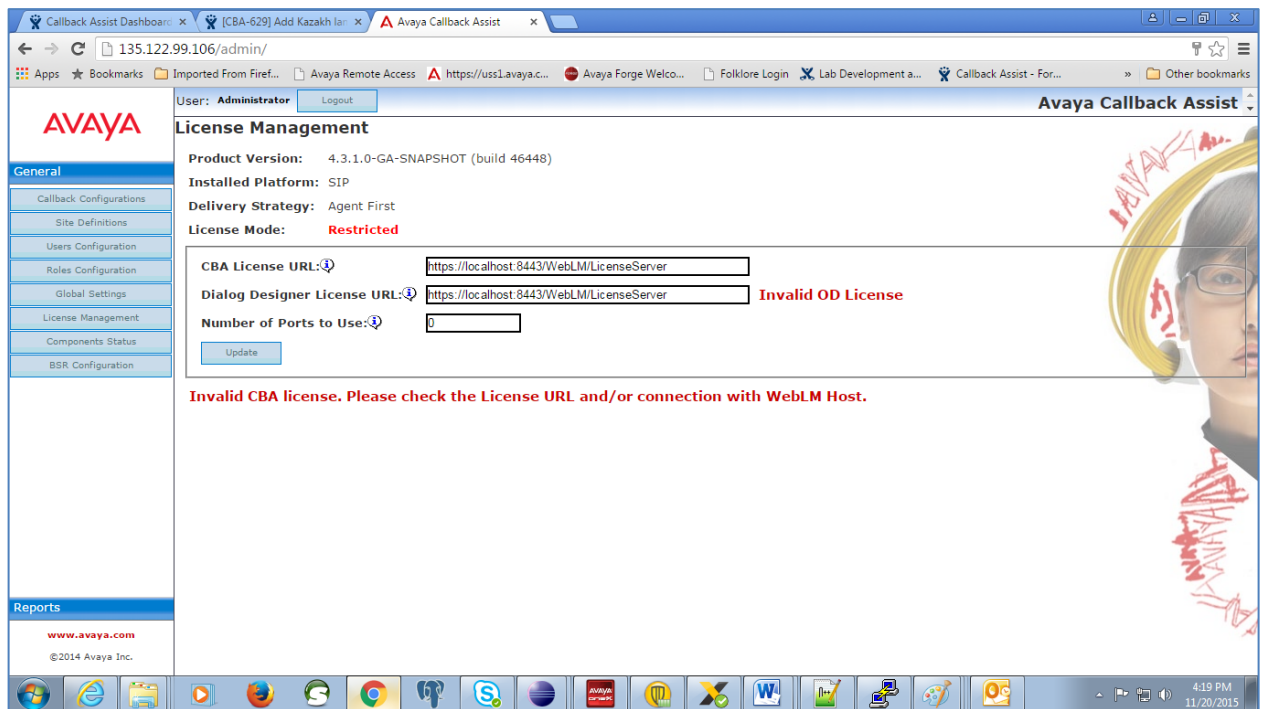 Callback Assist Dashboard
[CBA-629] Add Kazakh lan
Avaya Callback Assist
135.122.99.106/admin/
Apps
Bookmarks
Imported From Firef...
Avaya Remote Access
https://uss1.avaya.c...
Avaya Forge Welco...
Folklore Login
Lab Development a...
Callback Assist - For...
»
Other bookmarks
AVAYA
User: Administrator
Logout
Avaya Callback Assist
General
Callback Configurations
Site Definitions
Users Configuration
Roles Configuration
Global Settings
License Management
Components Status
BSR Configuration
License Management
Product Version: 4.3.1.0-GA-SNAPSHOT (build 46448)
Installed Platform: SIP
Delivery Strategy: Agent First
License Mode: Restricted
CBA License URL: https://localhost:8443/WebLM/LicenseServer
Dialog Designer License URL: https://localhost:8443/WebLM/LicenseServer Invalid OD License
Number of Ports to Use: 0
Update
Invalid CBA license. Please check the License URL and/or connection with WebLM Host.
Reports
www.avaya.com
©2014 Avaya Inc.
AVAYA
4:19 PM
11/20/2015